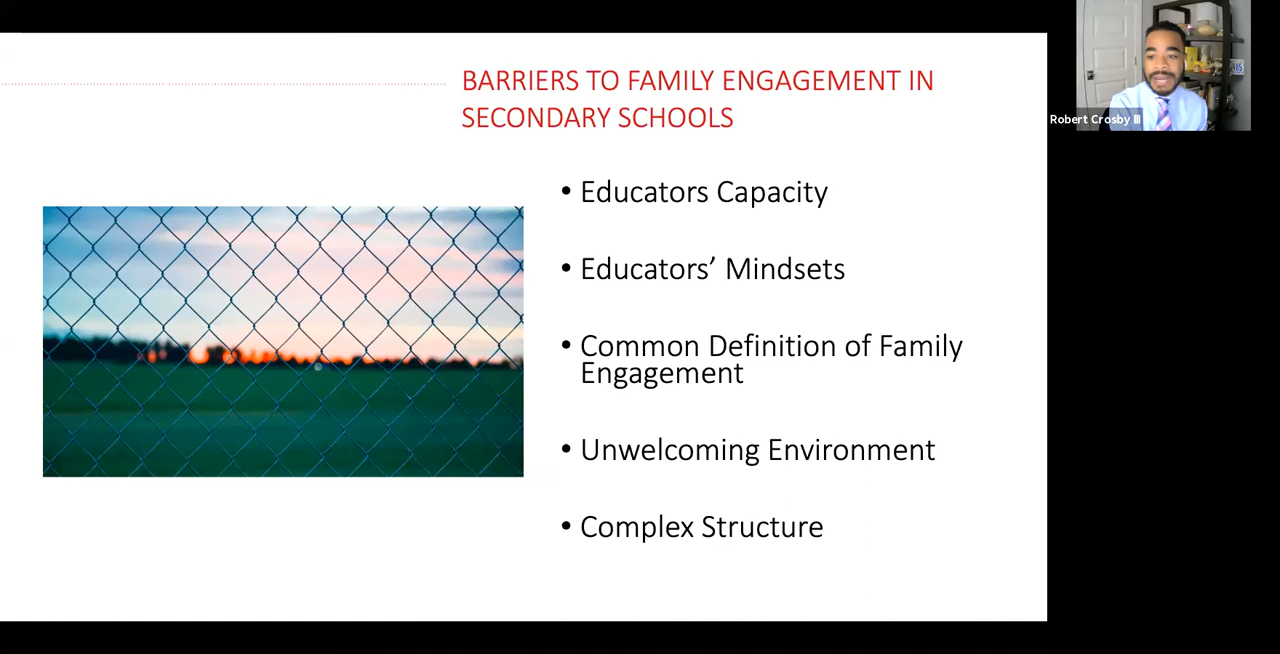 BARRIERS TO FAMILY ENGAGEMENT IN
SECONDARY SCHOOLS
Robert Crosby III
• Educators Capacity
• Educators’ Mindsets
• Common Definition of Family
Engagement
• Unwelcoming Environment
• Complex Structure